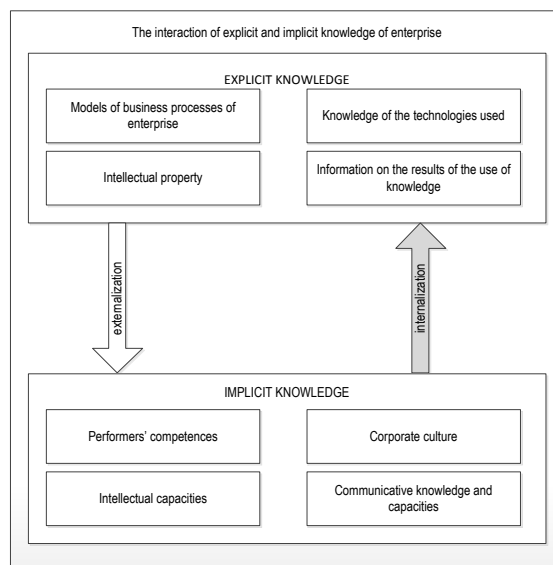 The interaction of explicit and implicit knowledge of enterprise
EXPLICIT KNOWLEDGE
Models of business processes of
enterprise
Knowledge of the technologies used
Intellectual property
Information on the results of the use of
knowledge
externalization
internalization
IMPLICIT KNOWLEDGE
Performers' competences
Corporate culture
Intellectual capacities
Communicative knowledge and
capacities